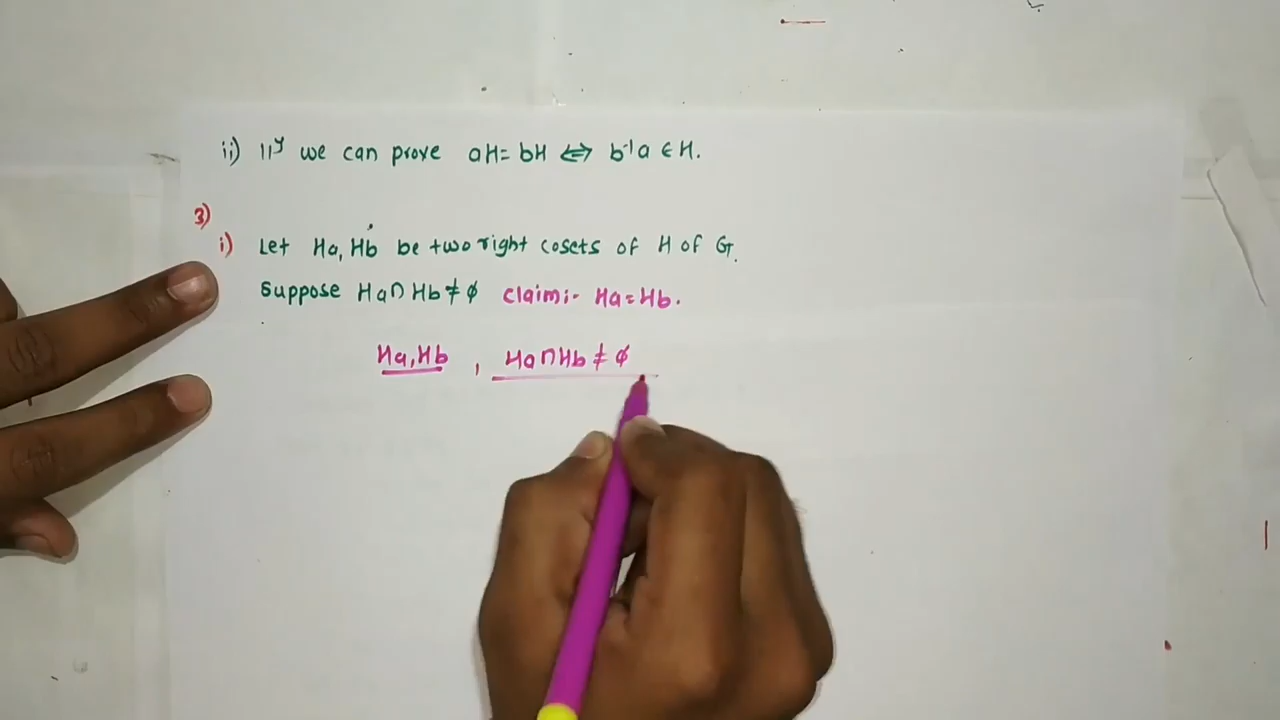 ii) lly we can prove aH = bH ⇔ b⁻¹a ∈ H.
3)
i) Let Ha, Hb be two right cosets of H of G.
Suppose Ha∩Hb ≠ ϕ claim:- Ha = Hb.
Ha, Hb , Ha∩Hb ≠ ϕ